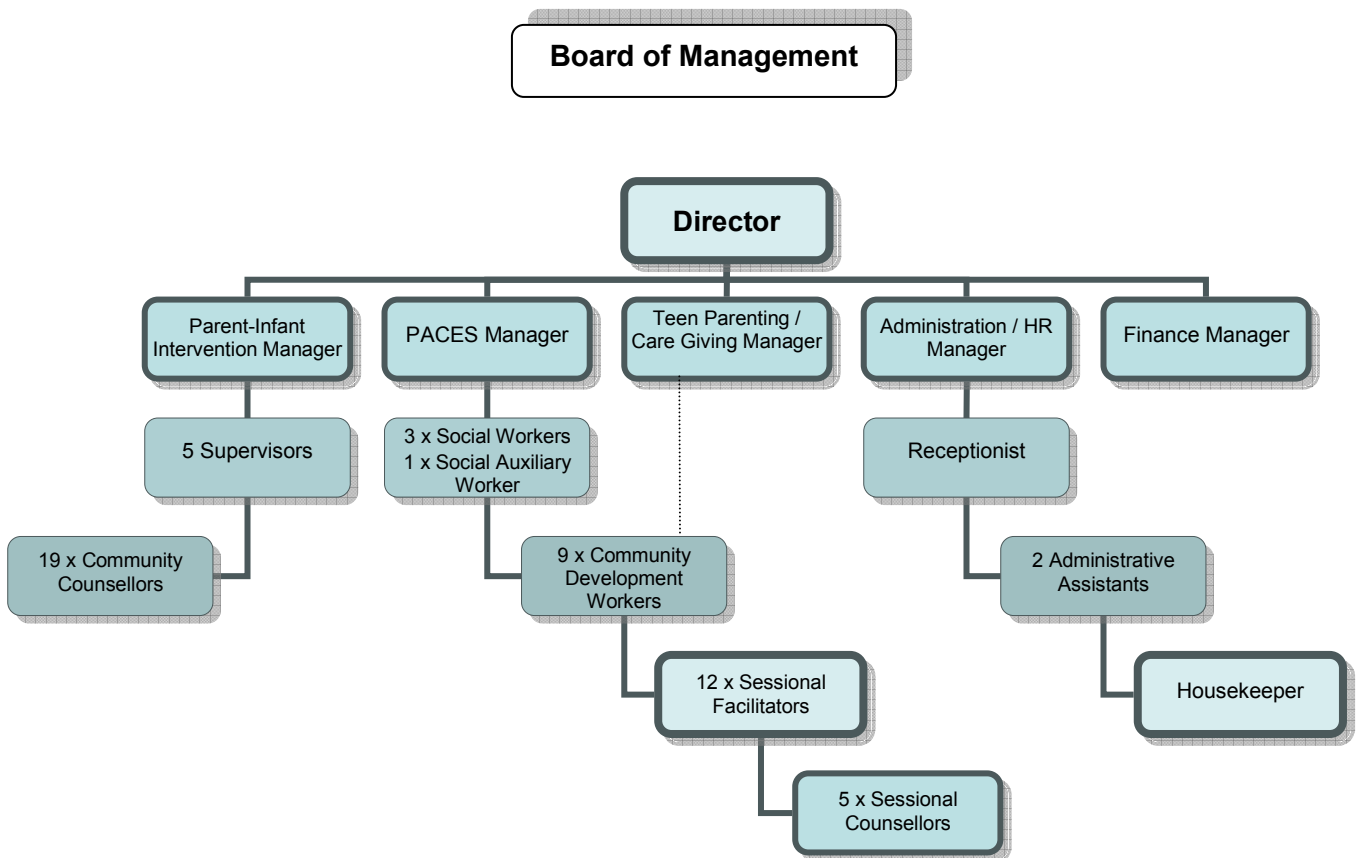 Board of Management
Director
Parent-Infant
Intervention Manager
PACES Manager
Teen Parenting /
Care Giving Manager
Administration / HR
Manager
Finance Manager
5 Supervisors
3 x Social Workers
1 x Social Auxiliary
Worker
Receptionist
19 x Community
Counsellors
9 x Community
Development
Workers
2 Administrative
Assistants
12 x Sessional
Facilitators
Housekeeper
5 x Sessional
Counsellors